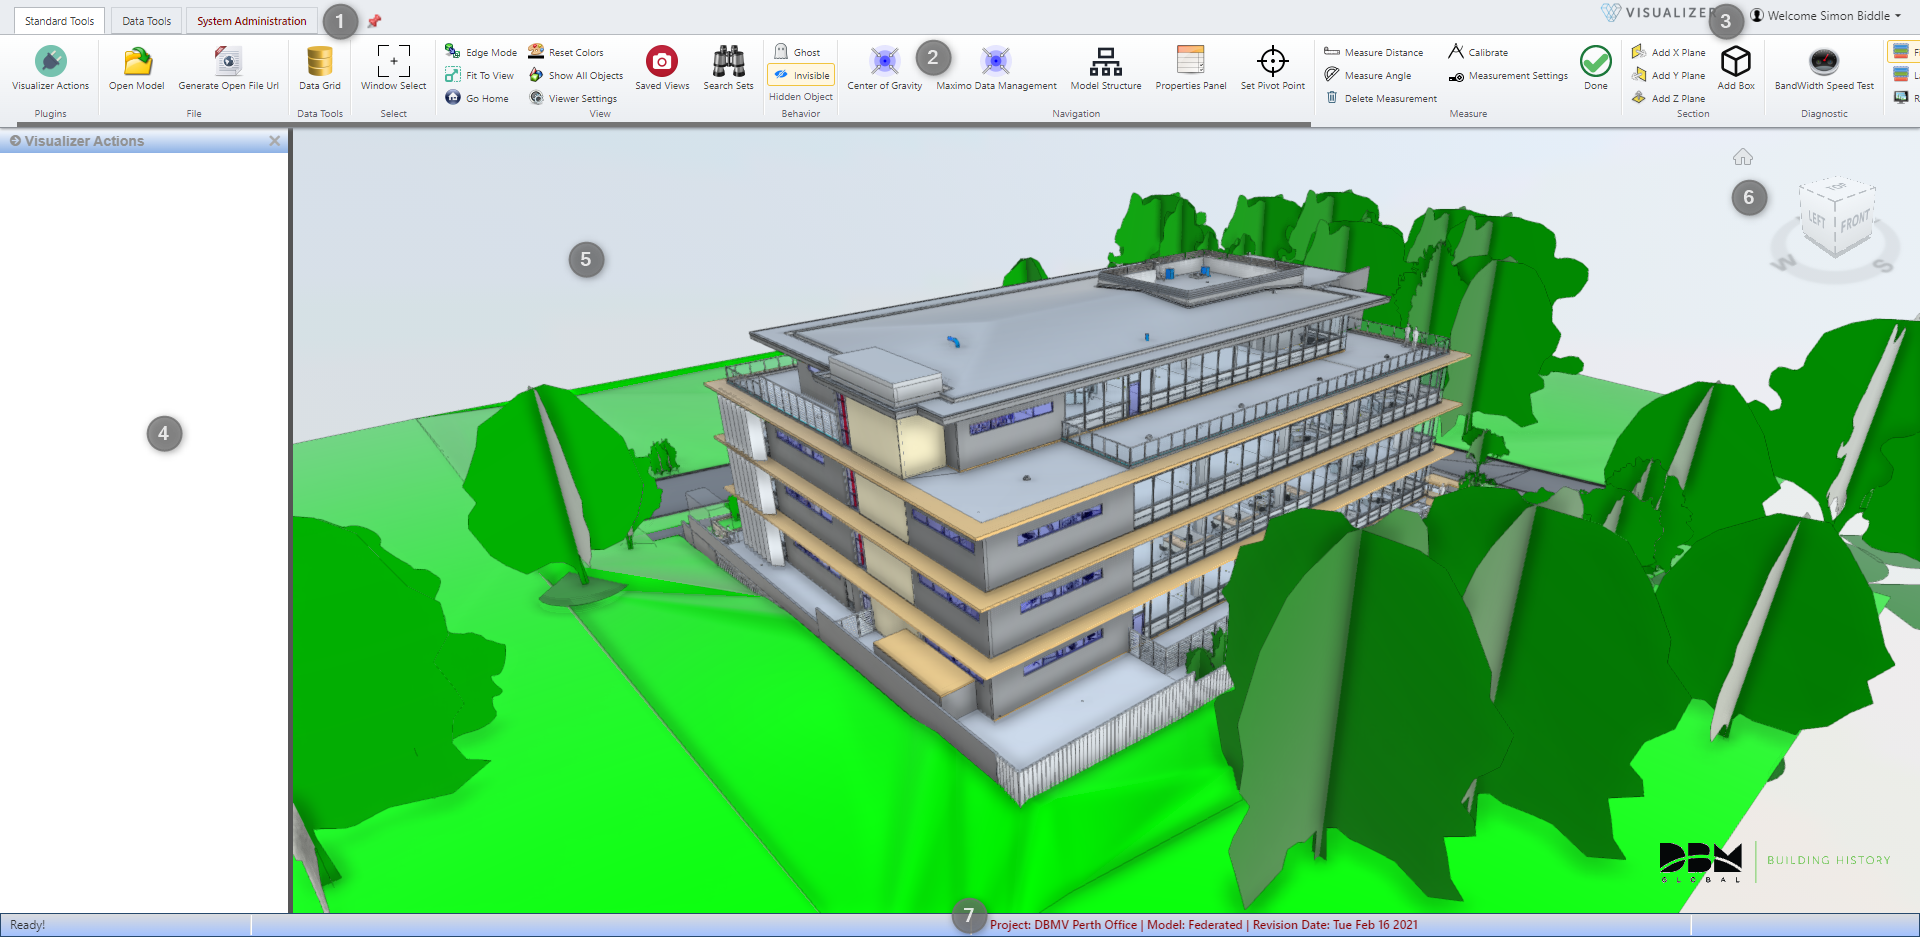 Standard Tools Data Tools System Administration 1 VISUALIZER 3 Welcome Simon Biddle
Visualizer Actions
Plugins
Open Model Generate Open File Url
File
Data Grid
Data Tools
Window Select
Select
Edge Mode Reset Colors
Fit To View Show All Objects
Go Home Viewer Settings
Saved Views Search Sets
View
Ghost
Invisible
Hidden Object
Behavior
Center of Gravity 2 Maximo Data Management Model Structure Properties Panel Set Pivot Point
Navigation
Measure Distance Calibrate
Measure Angle Measurement Settings
Delete Measurement
Done
Measure
Add X Plane
Add Y Plane
Add Z Plane
Add Box
Section
BandWidth Speed Test
Diagnostic
Visualizer Actions
4
5
6
TOP
LEFT FRONT
W S
DBM
GLOBAL
BUILDING HISTORY
Ready! 7 Project: DBMV Perth Office | Model: Federated | Revision Date: Tue Feb 16 2021